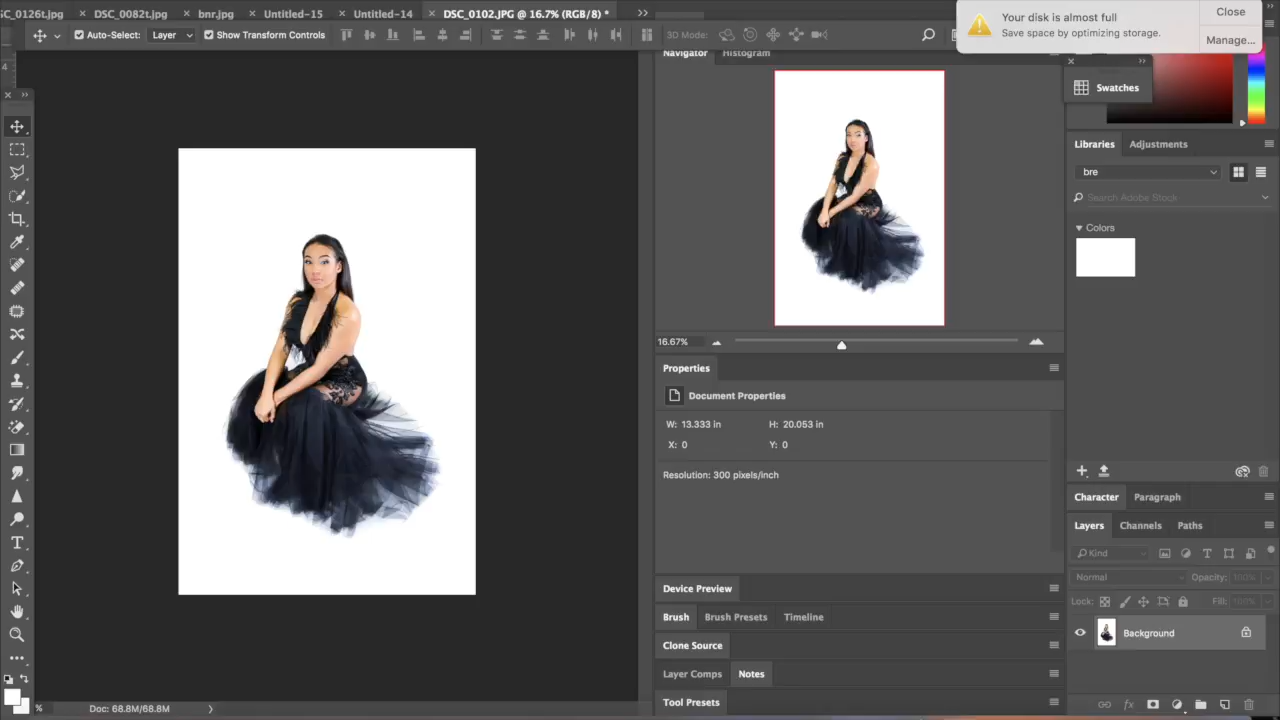 SC_0126t.jpg DSC_0082t.jpg bnr.jpg Untitled-15 Untitled-14 DSC_0102.JPG @ 16.7% (RGB/8) *
Your disk is almost full
Save space by optimizing storage.
Close
Manage...
Auto-Select: Layer Show Transform Controls 3D Mode:
Navigator Histogram
Swatches
Libraries Adjustments
bre
Search Adobe Stock
Colors
16.67%
Properties
Document Properties
W: 13.333 in H: 20.053 in
X: 0 Y: 0
Resolution: 300 pixels/inch
Character Paragraph
Layers Channels Paths
Kind
Normal Opacity: 100%
Lock: Fill: 100%
Background
Device Preview
Brush Brush Presets Timeline
Clone Source
Layer Comps Notes
Tool Presets
% Doc: 68.8M/68.8M